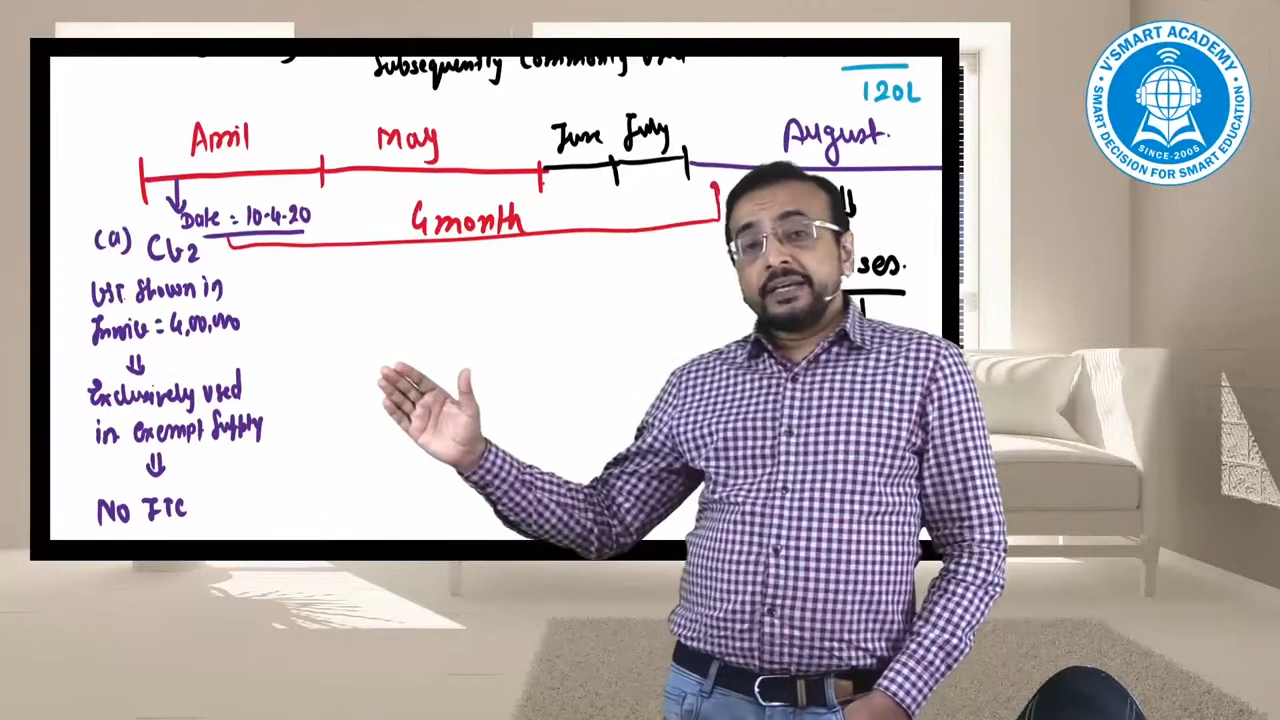 Subsequently commonly used
120L
April May June July August.
Date = 10-4-20
4 month
(a) CG2
GST shown in
Invoice = 4,00,000
⇓
Exclusively used
in exempt supply
⇓
No ITC
ses.
V'SMART ACADEMY
SMART DECISION FOR SMART EDUCATION
SINCE-2005